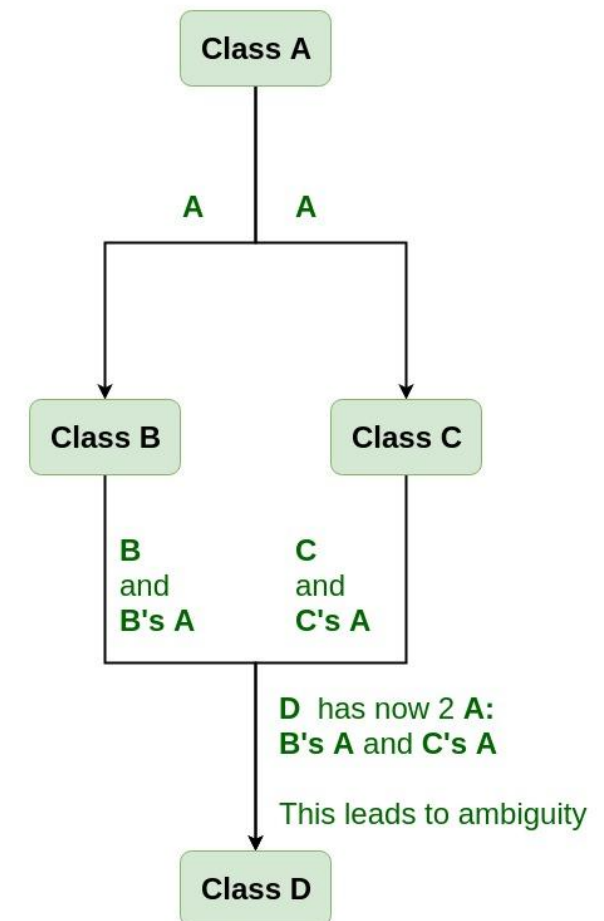 Class A
A
A
Class B
Class C
B
and
B's A
C
and
C's A
D has now 2 A:
B's A and C's A
This leads to ambiguity
Class D